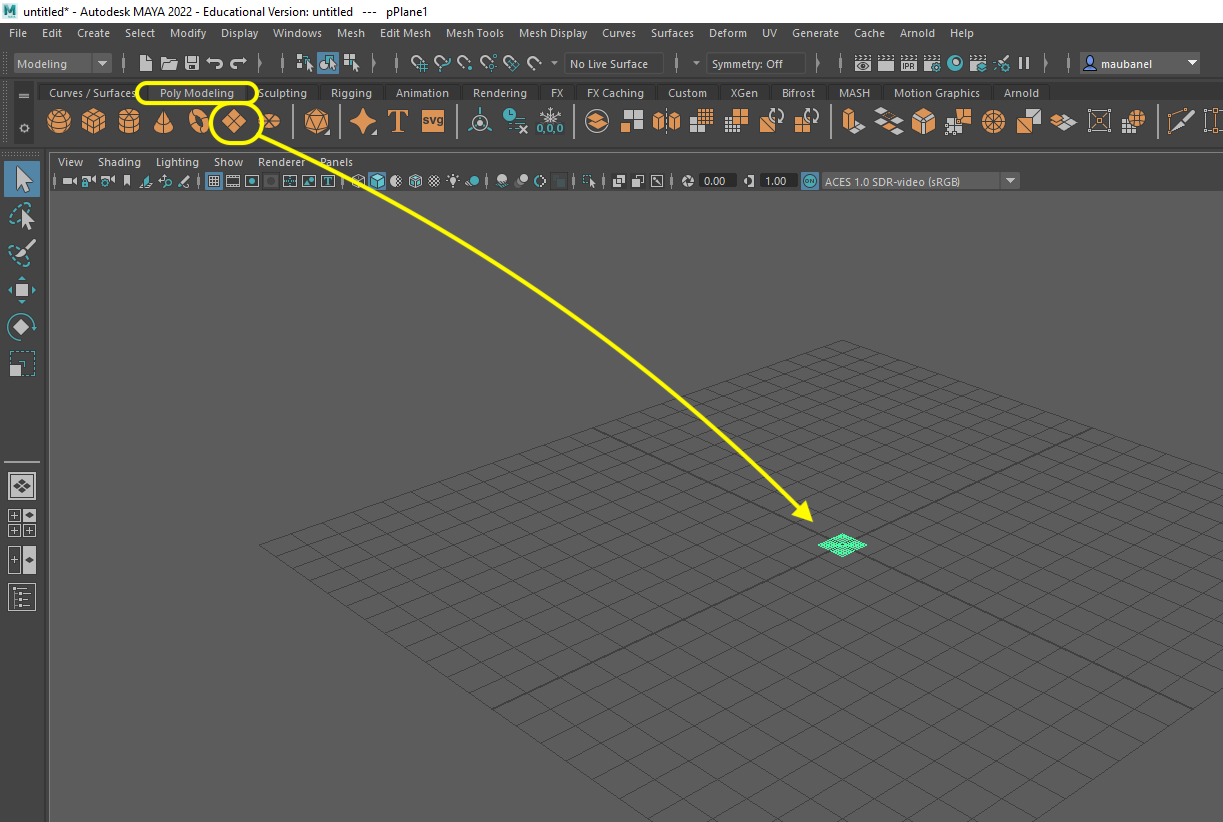 untitled* - Autodesk MAYA 2022 - Educational Version: untitled --- pPlane1
File Edit Create Select Modify Display Windows Mesh Edit Mesh Mesh Tools Mesh Display Curves Surfaces Deform UV Generate Cache Arnold Help
Modeling No Live Surface Symmetry: Off maubanel
Curves / Surfaces Poly Modeling Sculpting Rigging Animation Rendering FX FX Caching Custom XGen Bifrost MASH Motion Graphics Arnold
T SVG 0,0,0
View Shading Lighting Show Renderer Panels
0.00 1.00 ON ACES 1.0 SDR-video (sRGB)